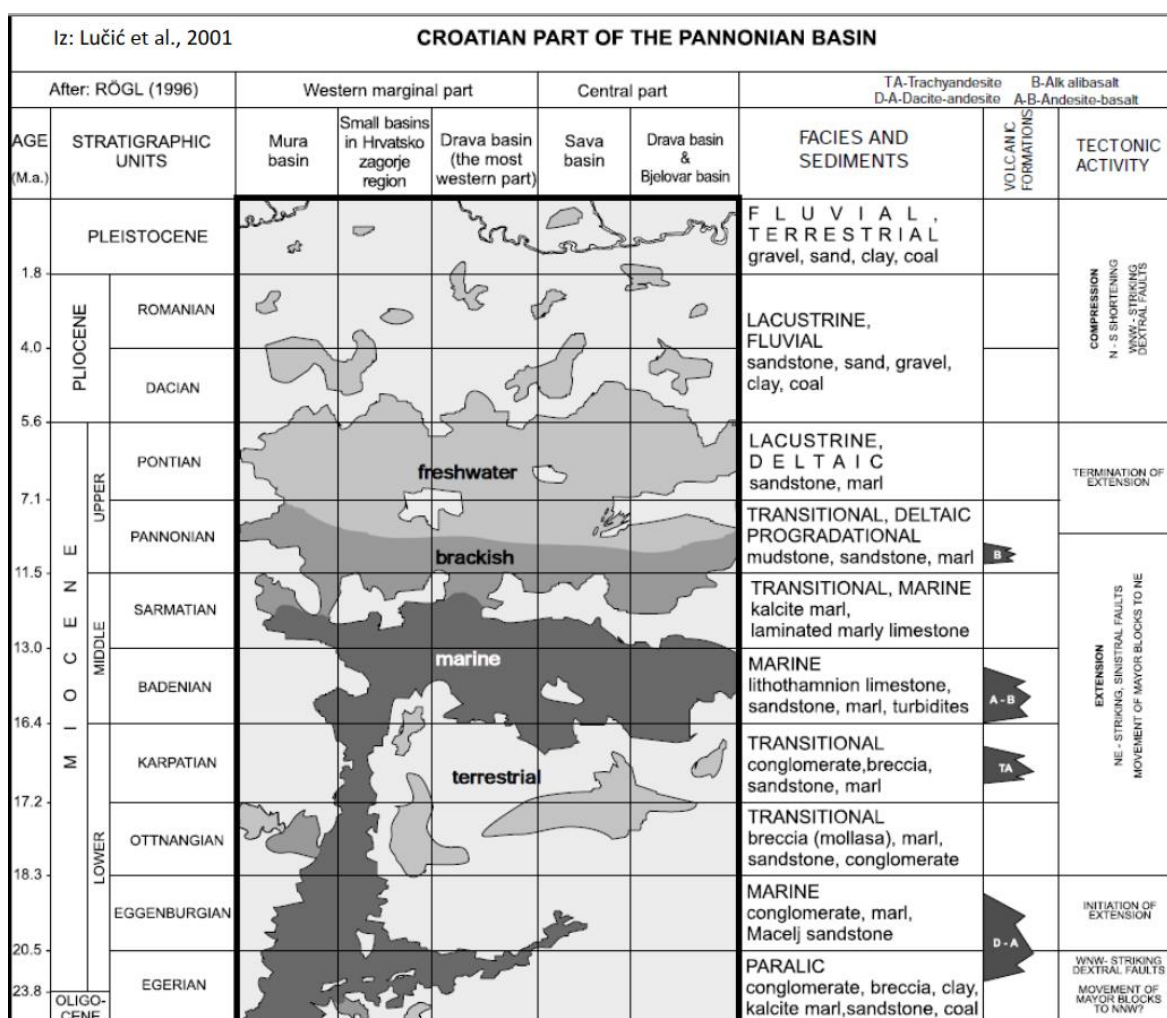 Iz: Lučić et al., 2001
CROATIAN PART OF THE PANNONIAN BASIN
After: RÖGL (1996)
Western marginal part
Central part
TA-Trachyandesite B-Alk alibasalt
D-A-Dacite-andesite A-B-Andesite-basalt
AGE
(M.a.)
STRATIGRAPHIC
UNITS
Mura
basin
Small basins
in Hrvatsko
zagorje
region
Drava basin
(the most
western part)
Sava
basin
Drava basin
&
Bjelovar basin
FACIES AND
SEDIMENTS
VOLCANIC
FORMATIONS
TECTONIC
ACTIVITY
PLEISTOCENE
F L U V I A L ,
TERRESTRIAL
gravel, sand, clay, coal
1.8
PLIOCENE
ROMANIAN
LACUSTRINE,
FLUVIAL
sandstone, sand, gravel,
clay, coal
COMPRESSION
N - S SHORTENING
WNW - STRIKING
DEXTRAL FAULTS
4.0
DACIAN
5.6
MIOCENE
UPPER
PONTIAN
freshwater
LACUSTRINE,
D E L T A I C
sandstone, marl
TERMINATION OF
EXTENSION
7.1
PANNONIAN
brackish
TRANSITIONAL, DELTAIC
PROGRADATIONAL
mudstone, sandstone, marl
B
11.5
MIDDLE
SARMATIAN
TRANSITIONAL, MARINE
kalcite marl,
laminated marly limestone
EXTENSION
NE - STRIKING, SINISTRAL FAULTS
MOVEMENT OF MAYOR BLOCKS TO NE
13.0
marine
BADENIAN
MARINE
lithothamnion limestone,
sandstone, marl, turbidites
A - B
16.4
LOWER
KARPATIAN
terrestrial
TRANSITIONAL
conglomerate,breccia,
sandstone, marl
TA
17.2
OTTNANGIAN
TRANSITIONAL
breccia (mollasa), marl,
sandstone, conglomerate
18.3
EGGENBURGIAN
MARINE
conglomerate, marl,
Macelj sandstone
D - A
INITIATION OF
EXTENSION
20.5
EGERIAN
PARALIC
conglomerate, breccia, clay,
kalcite marl,sandstone, coal
WNW- STRIKING
DEXTRAL FAULTS
MOVEMENT OF
MAYOR BLOCKS
TO NNW?
23.8
OLIGO-
CENE